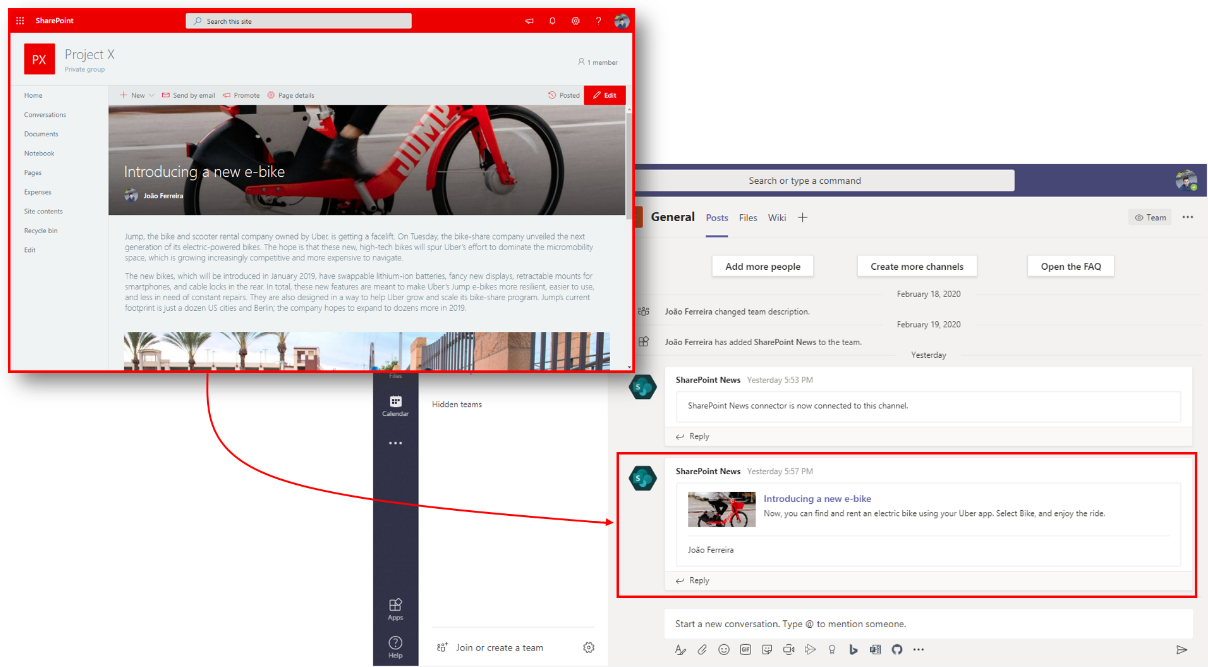 SharePoint
Search this site
PX
Project X
Private group
1 member
Home
Conversations
Documents
Notebook
Pages
Expenses
Site contents
Recycle bin
Edit
New
Send by email
Promote
Page details
Posted
Edit
JUMP
Introducing a new e-bike
João Ferreira
Jump, the bike and scooter rental company owned by Uber, is getting a facelift. On Tuesday, the bike-share company unveiled the next
generation of its electric-powered bikes. The hope is that these new, high-tech bikes will spur Uber's effort to dominate the micromobility
space, which is growing increasingly competitive and more expensive to navigate.
The new bikes, which will be introduced in January 2019, have swappable lithium-ion batteries, fancy new displays, retractable mounts for
smartphones, and cable locks in the rear. In total, these new features are meant to make Uber's Jump e-bikes more resilient, easier to use,
and less in need of constant repairs. They are also designed in a way to help Uber grow and scale its bike-share program. Jump's current
footprint is just a dozen US cities and Berlin; the company hopes to expand to dozens more in 2019.
Search or type a command
General
Posts
Files
Wiki
Team
Add more people
Create more channels
Open the FAQ
February 18, 2020
João Ferreira changed team description.
February 19, 2020
João Ferreira has added SharePoint News to the team.
Yesterday
SharePoint News Yesterday 5:53 PM
SharePoint News connector is now connected to this channel.
Reply
SharePoint News Yesterday 5:57 PM
Introducing a new e-bike
Now, you can find and rent an electric bike using your Uber app. Select Bike, and enjoy the ride.
João Ferreira
Reply
Start a new conversation. Type @ to mention someone.
GIF
Files
Calendar
Hidden teams
Apps
Help
Join or create a team